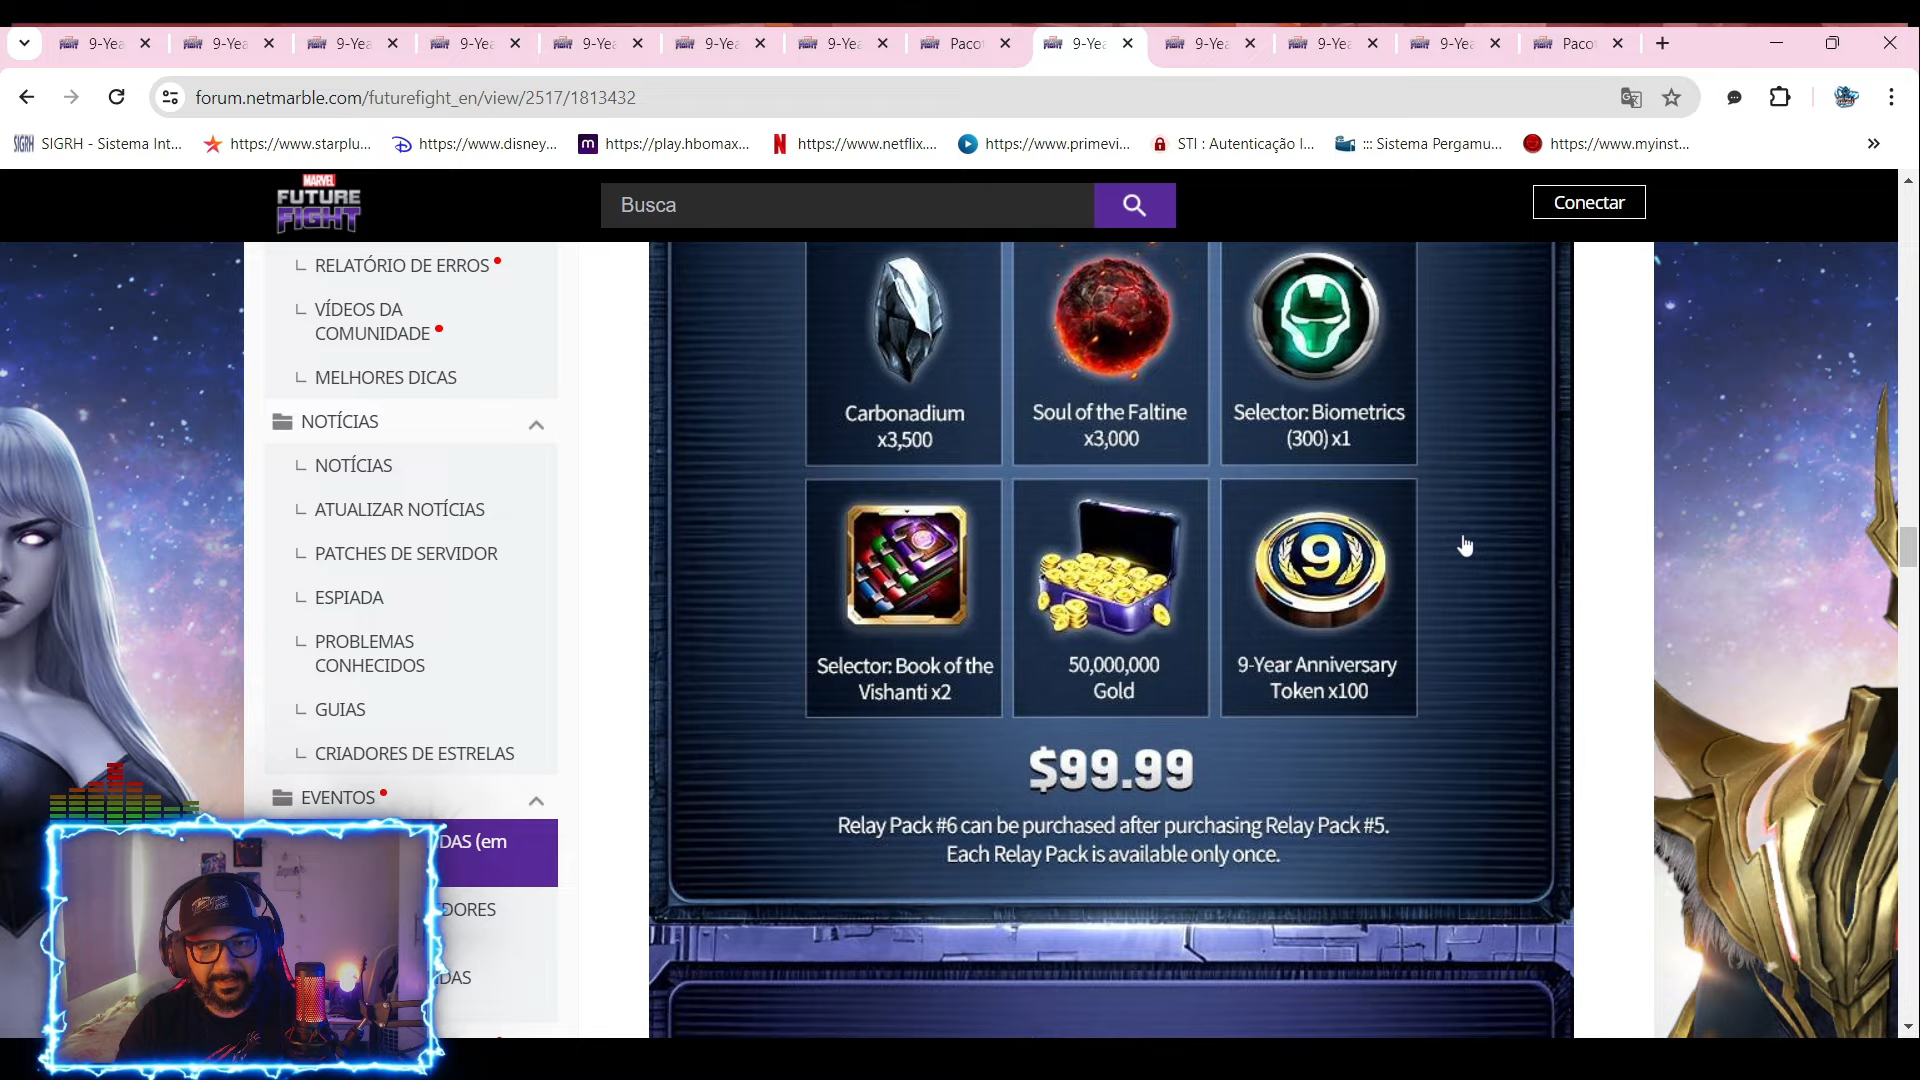 9-Yea
9-Yea
9-Yea
9-Yea
9-Yea
9-Yea
9-Yea
Paco
9-Yea
9-Yea
9-Yea
9-Yea
Paco
forum.netmarble.com/futurefight_en/view/2517/1813432
SIGRH - Sistema Int...
https://www.starplu...
https://www.disney...
https://play.hbomax...
https://www.netflix....
https://www.primevi...
STI : Autenticação I...
::: Sistema Pergamu...
https://www.myinst...
MARVEL
FUTURE
FIGHT
Busca
Conectar
RELATÓRIO DE ERROS
VÍDEOS DA
COMUNIDADE
MELHORES DICAS
NOTÍCIAS
NOTÍCIAS
ATUALIZAR NOTÍCIAS
PATCHES DE SERVIDOR
ESPIADA
PROBLEMAS
CONHECIDOS
GUIAS
CRIADORES DE ESTRELAS
EVENTOS
DAS (em
DORES
DAS
Carbonadium
x3,500
Soul of the Faltine
x3,000
Selector: Biometrics
(300) x1
Selector: Book of the
Vishanti x2
50,000,000
Gold
9
9-Year Anniversary
Token x100
$99.99
Relay Pack #6 can be purchased after purchasing Relay Pack #5.
Each Relay Pack is available only once.